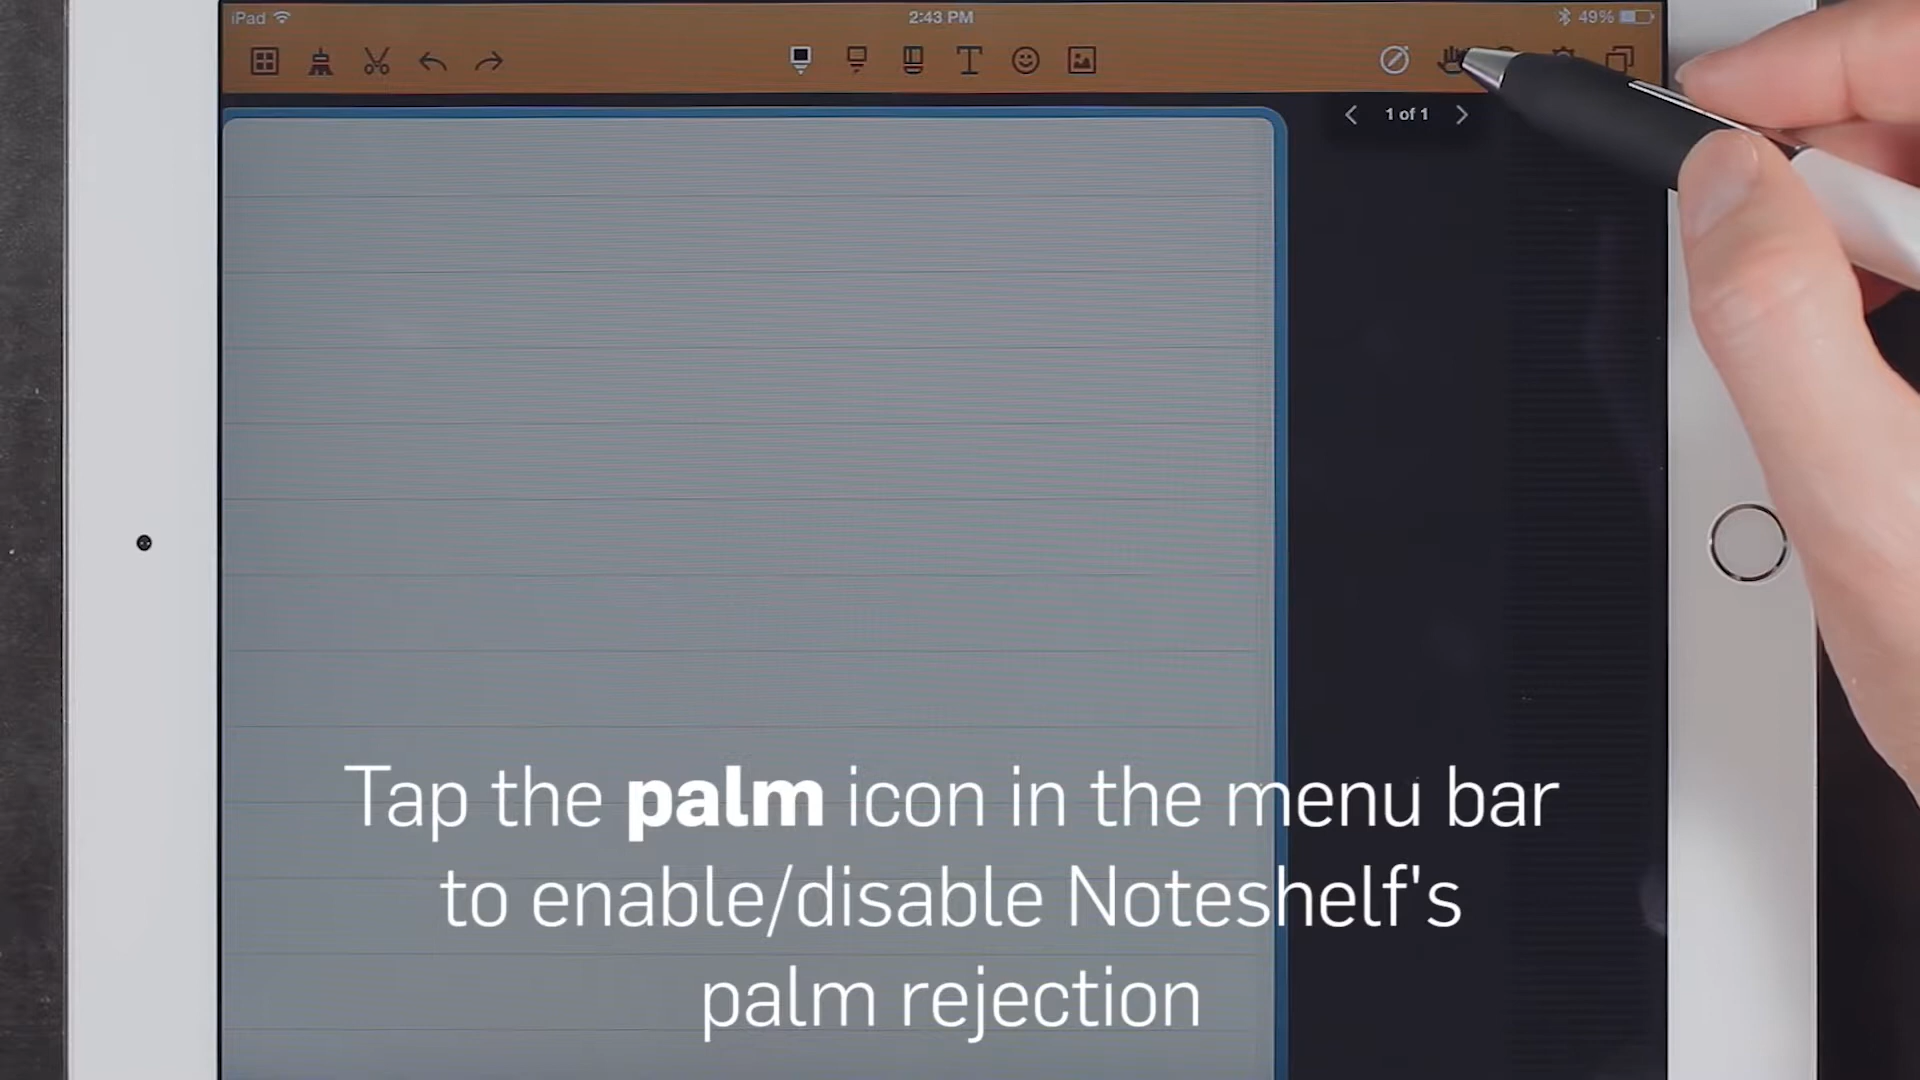 iPad
2:43 PM
49%
1 of 1
Tap the palm icon in the menu bar
to enable/disable Noteshelf's
palm rejection